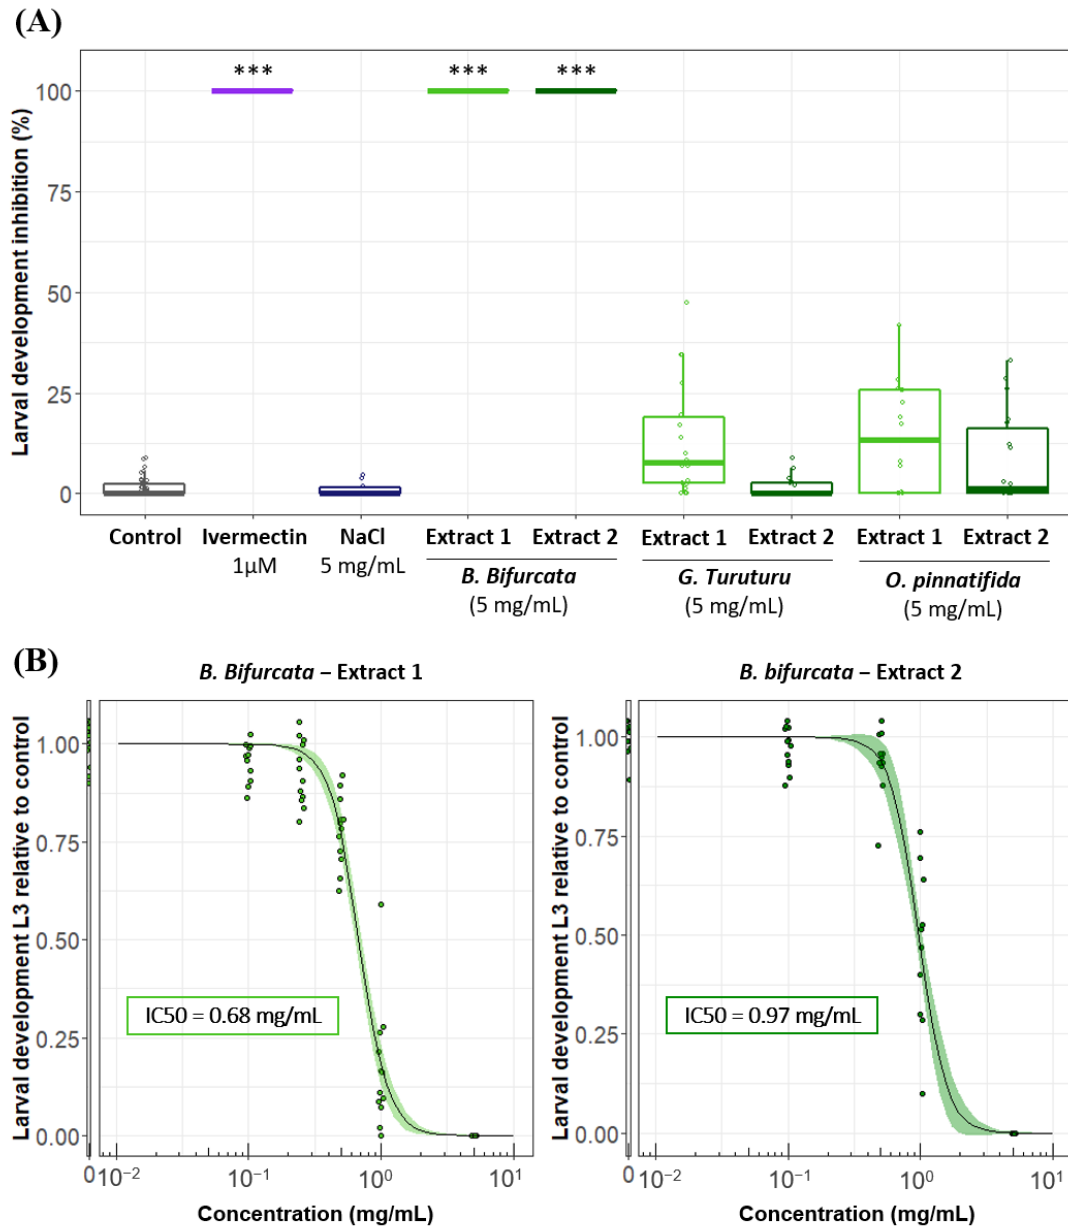 (A)
*** *** ***
Larval development inhibition (%)
100
75
50
25
0
Control Ivermectin NaCl Extract 1 Extract 2 Extract 1 Extract 2 Extract 1 Extract 2
1µM 5 mg/mL B. Bifurcata G. Turuturu O. pinnatifida
(5 mg/mL) (5 mg/mL) (5 mg/mL)
(B)
B. Bifurcata – Extract 1
Larval development L3 relative to control
1.00
0.75
0.50
0.25
0.00
IC50 = 0.68 mg/mL
0 10⁻² 10⁻¹ 10⁰ 10¹
Concentration (mg/mL)
B. bifurcata – Extract 2
Larval development L3 relative to control
1.00
0.75
0.50
0.25
0.00
IC50 = 0.97 mg/mL
0 10⁻² 10⁻¹ 10⁰ 10¹
Concentration (mg/mL)